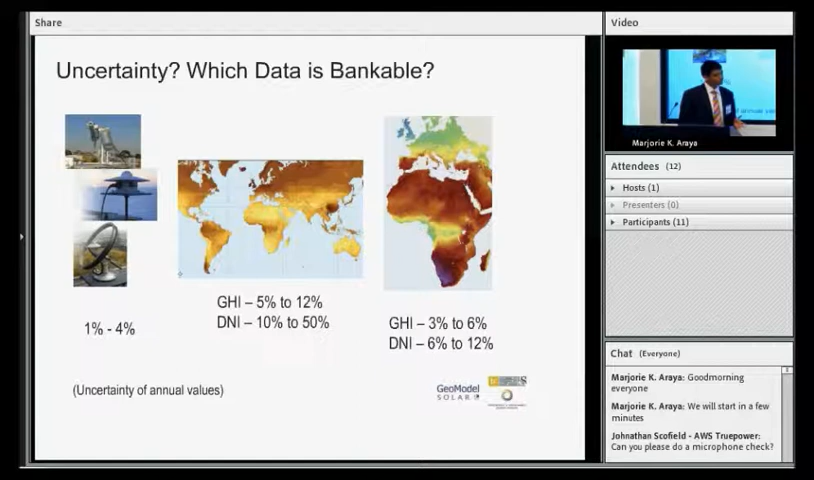 Share
Uncertainty? Which Data is Bankable?
1% - 4%
GHI – 5% to 12%
DNI – 10% to 50%
GHI – 3% to 6%
DNI – 6% to 12%
(Uncertainty of annual values)
GeoModel
SOLAR
Video
Marjorie K. Araya
Attendees (12)
Hosts (1)
Presenters (0)
Participants (11)
Chat (Everyone)
Marjorie K. Araya: Goodmorning
everyone
Marjorie K. Araya: We will start in a few
minutes
Johnathan Scofield - AWS Truepower:
Can you please do a microphone check?